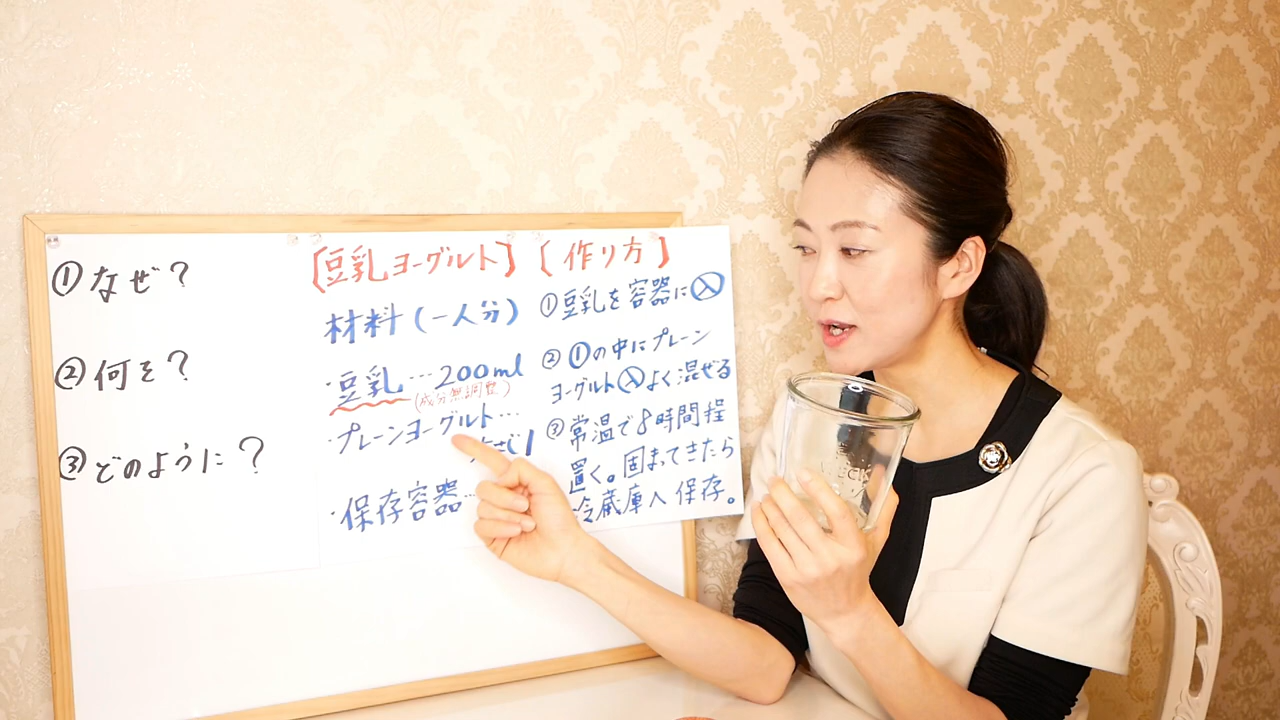 ①なぜ?
②何を?
③どのように?
【豆乳ヨーグルト】
材料(一人分)
・豆乳…200ml
(成分無調整)
・プレーンヨーグルト…
じ1
・保存容器…
【作り方】
①豆乳を容器に入
②①の中にプレーン
ヨーグルト入よく混ぜる
③常温で8時間程
置く。固まってきたら
冷蔵庫へ保存。
WECK